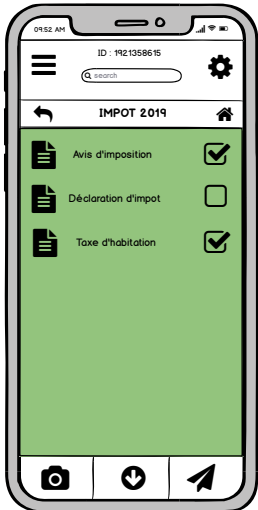 09:52 AM
ID : 1921358615
search
IMPOT 2019
Avis d'imposition
Déclaration d'impot
Taxe d'habitation